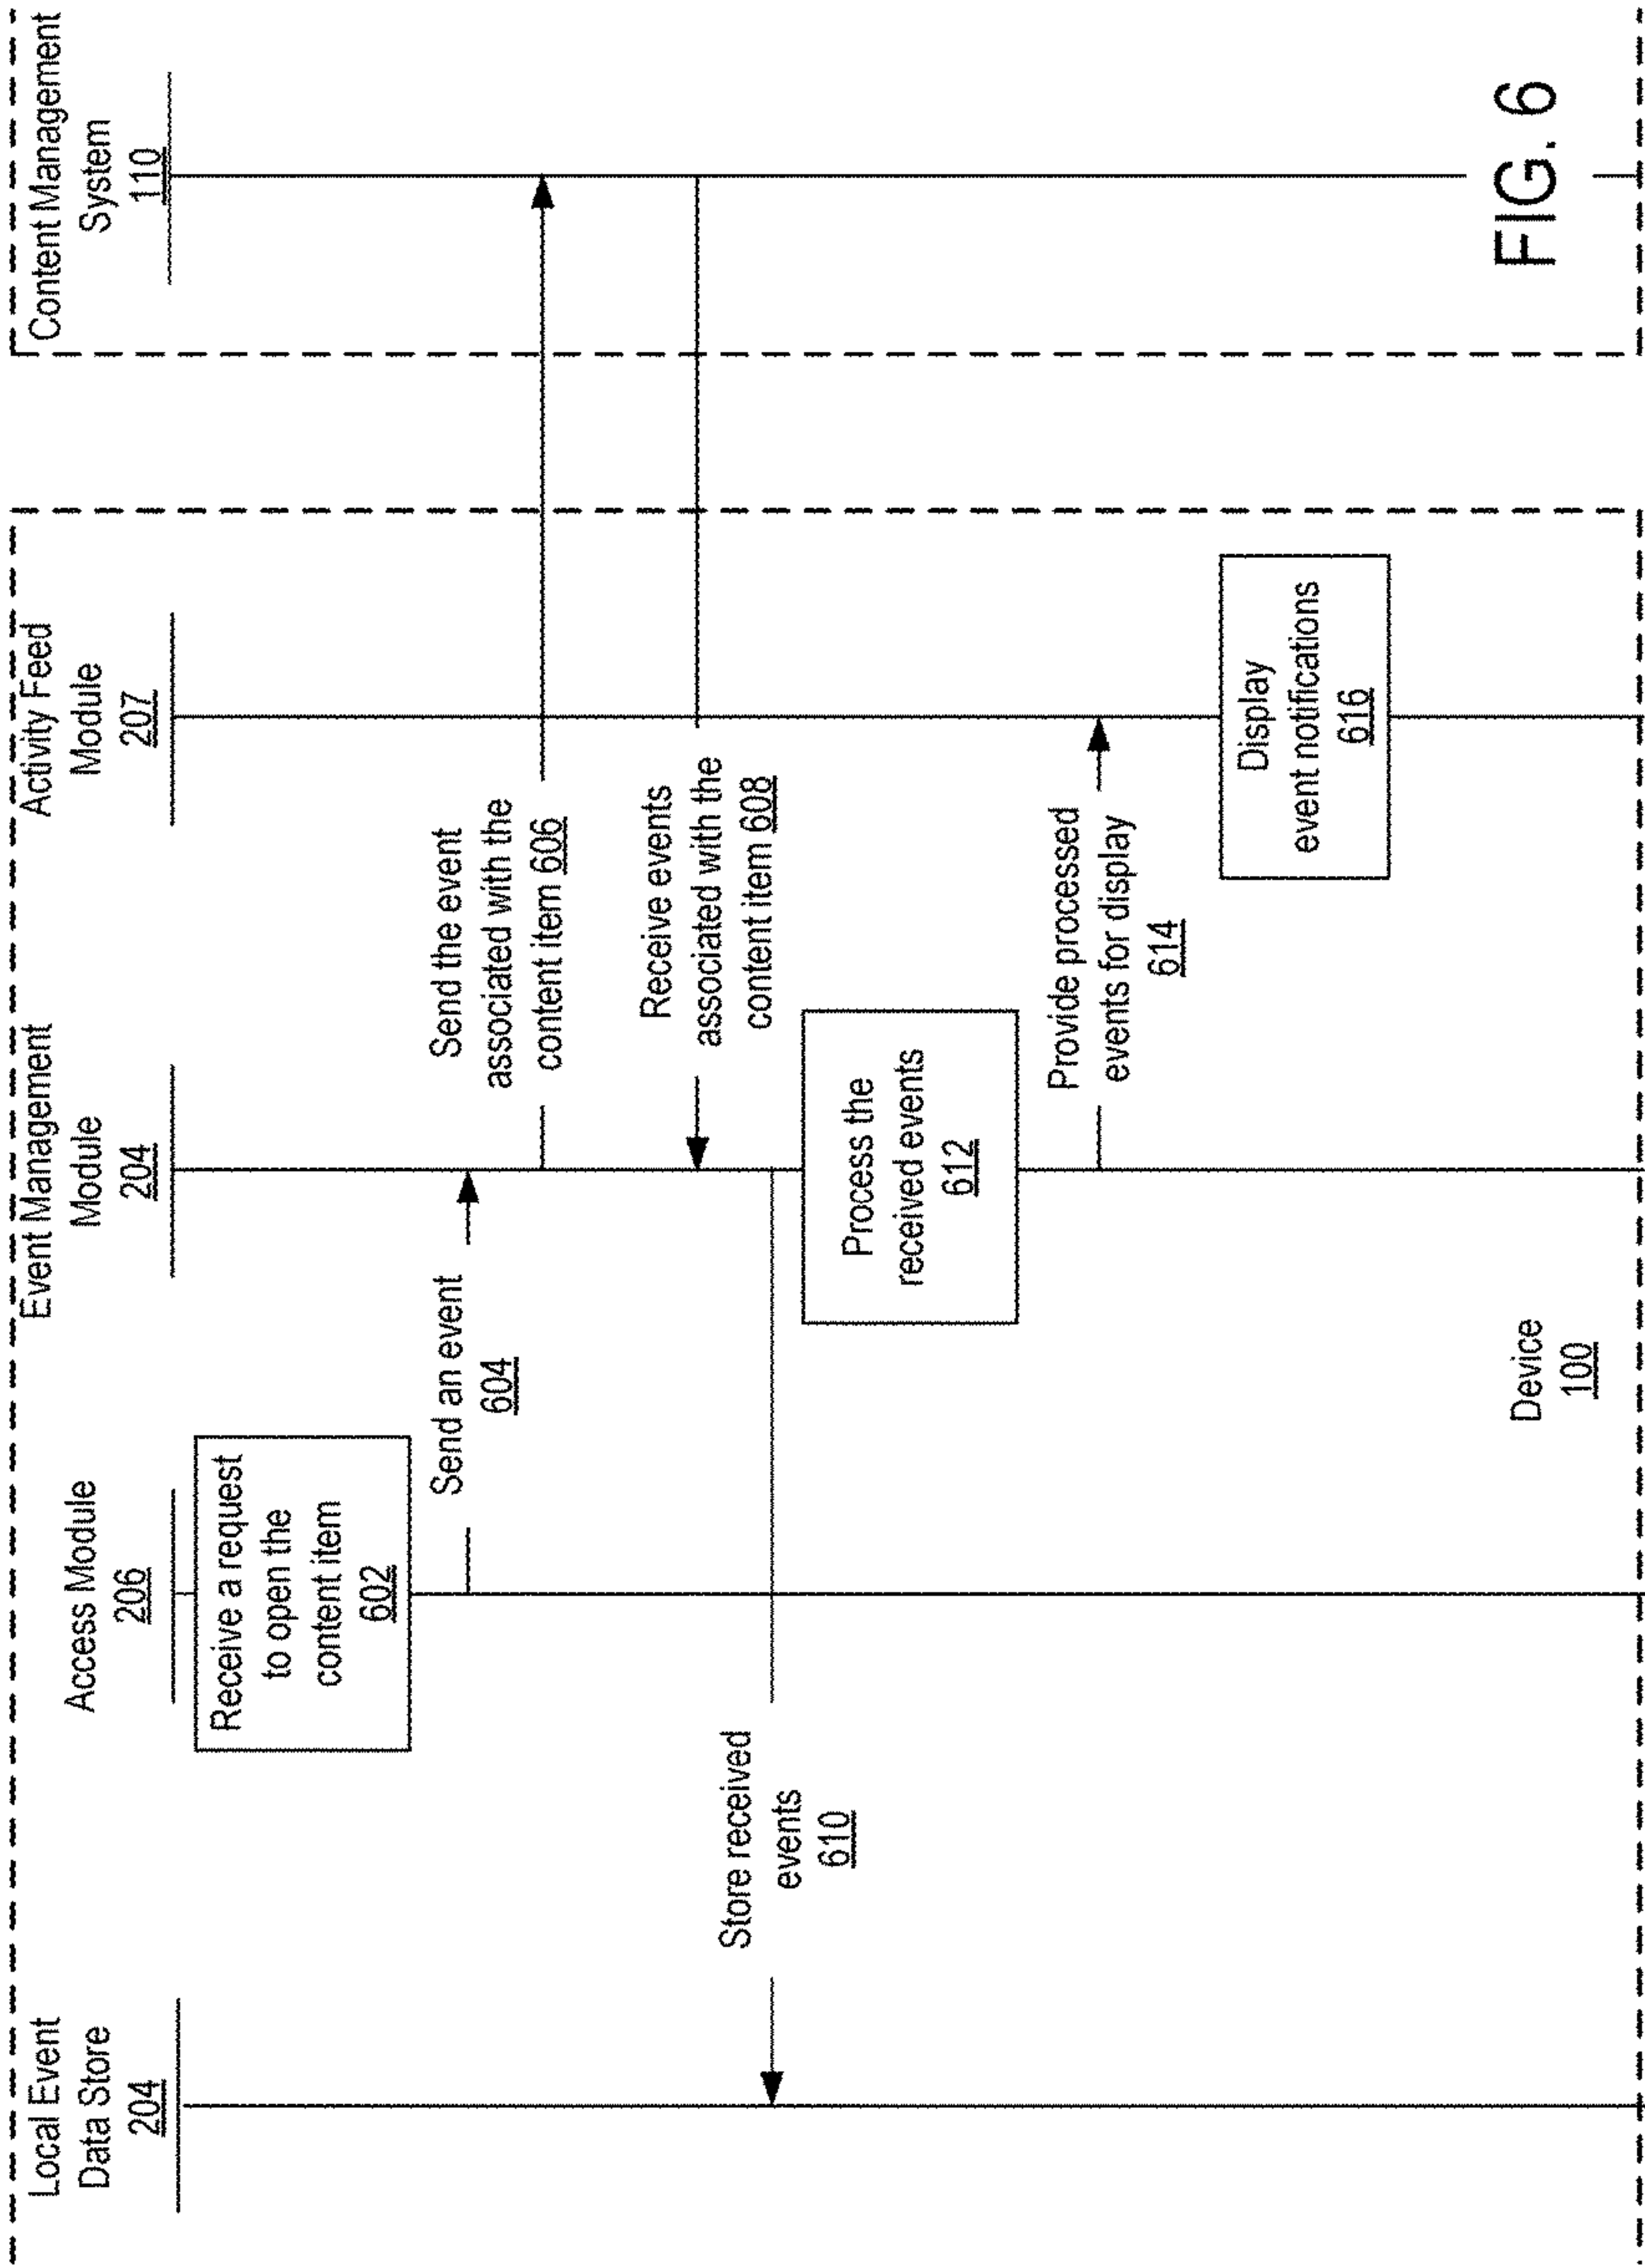 Local Event
Data Store
204
Access Module
206
Event Management
Module
204
Activity Feed
Module
207
Content Management
System
110
Receive a request
to open the
content item
602
Send an event
604
Send the event
associated with the
content item 606
Receive events
associated with the
content item 608
Store received
events
610
Process the
received events
612
Provide processed
events for display
614
Display
event notifications
616
Device
100
FIG. 6